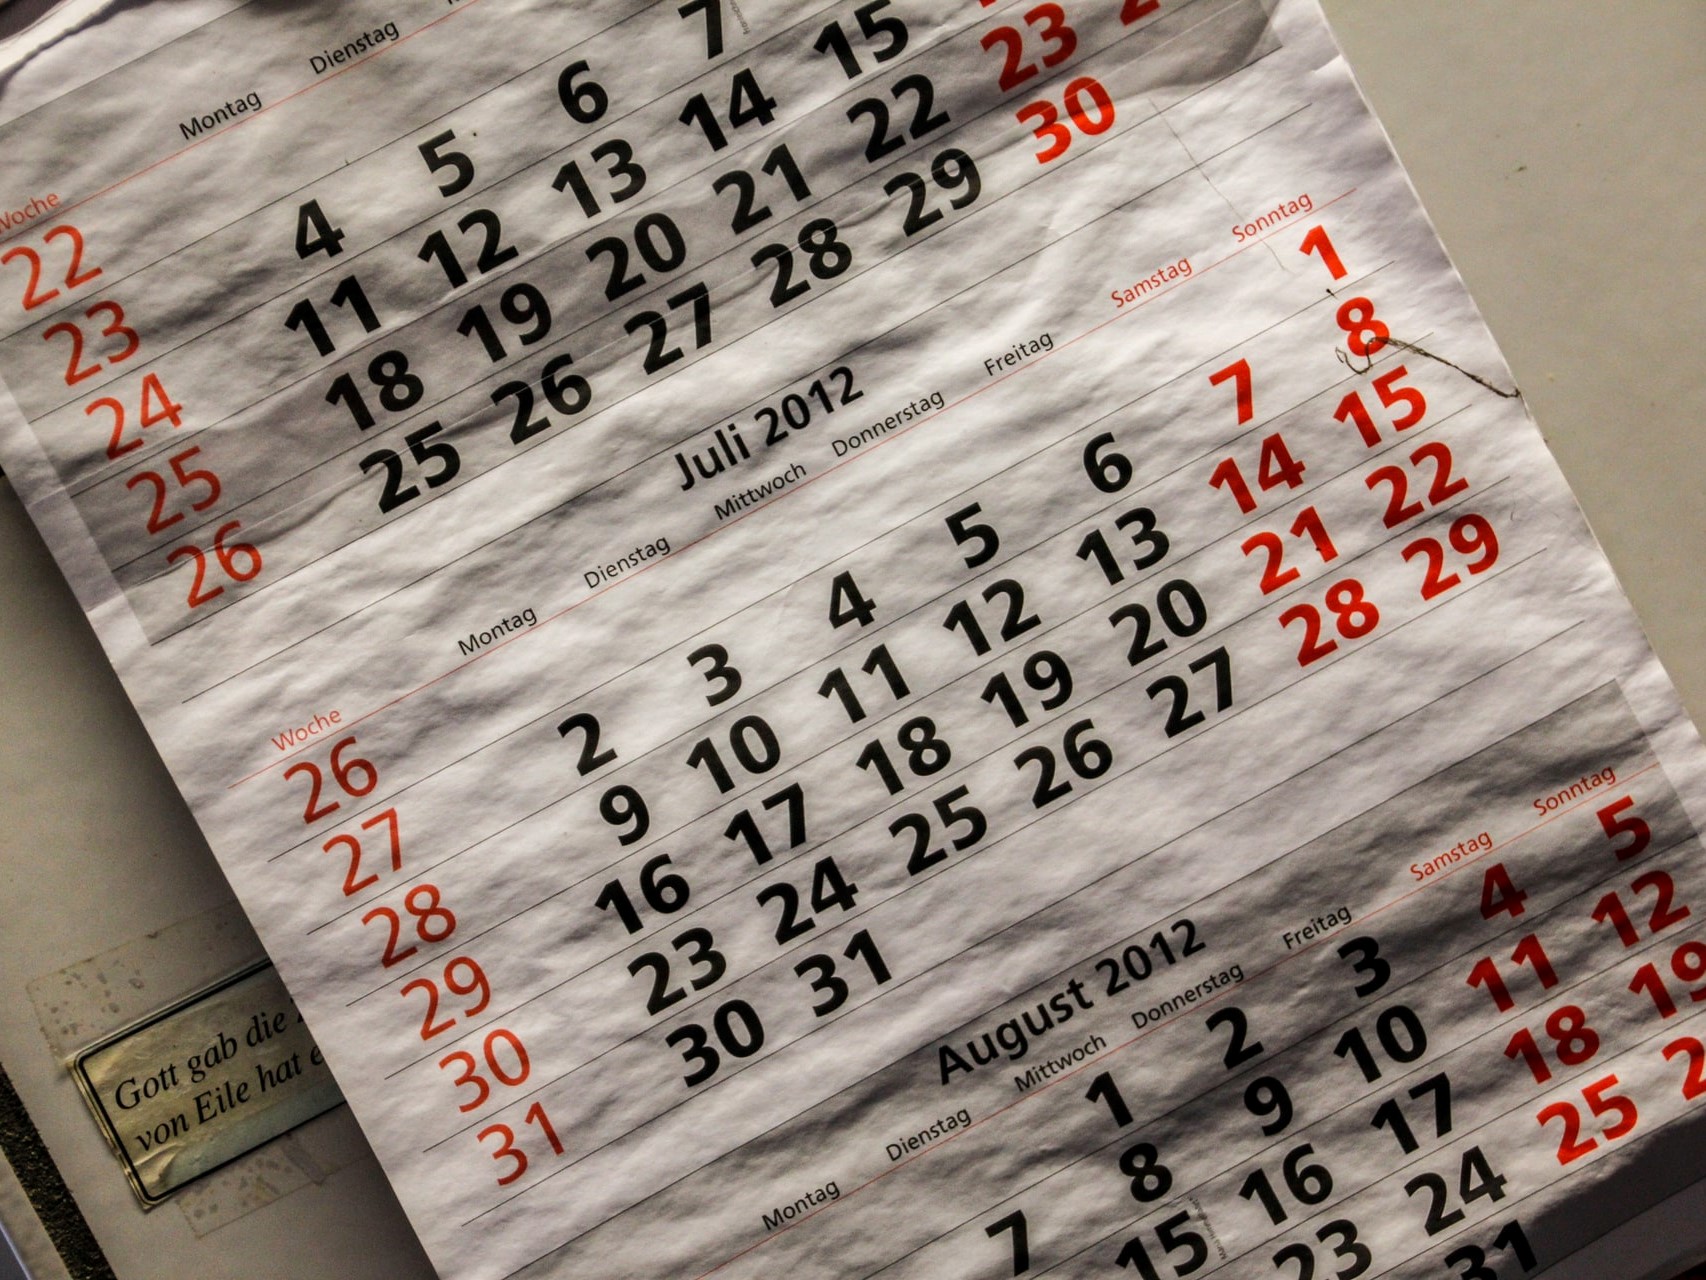 Woche Montag Dienstag
22
23 4 5 6 7
24 11 12 13 14 15
25 18 19 20 21 22 23
26 25 26 27 28 29 30
Juli 2012
Woche Montag Dienstag Mittwoch Donnerstag Freitag Samstag Sonntag
26 1
27 2 3 4 5 6 7 8
28 9 10 11 12 13 14 15
29 16 17 18 19 20 21 22
30 23 24 25 26 27 28 29
31 30 31
August 2012
Montag Dienstag Mittwoch Donnerstag Freitag Samstag Sonntag
1 2 3 4 5
7 8 9 10 11 12
15 16 17 18 19
23 24 25
31
Gott gab die
von Eile hat